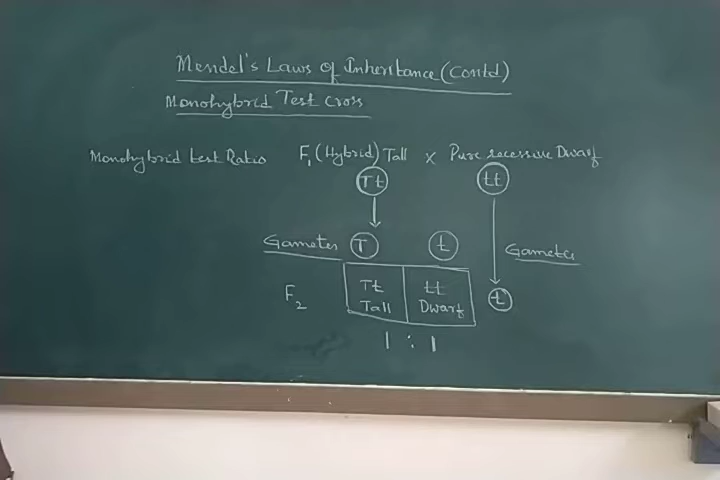 Mendel's Laws of Inheritance (Contd)
Monohybrid Test Cross
Monohybrid test Ratio F₁ (Hybrid) Tall × Pure recessive Dwarf
Tt tt
Gametes T t Gametes
F₂ Tt tt t
Tall Dwarf
1 : 1